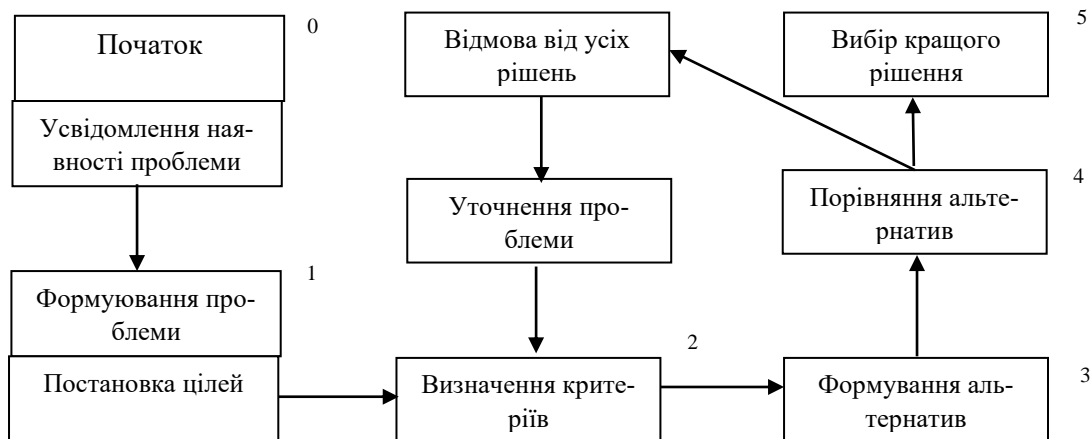 Початок
0
Усвідомлення ная-
вності проблеми
Формуювання про-
блеми
1
Постановка цілей
Відмова від усіх
рішень
Уточнення про-
блеми
Визначення крите-
ріїв
2
Вибір кращого
рішення
5
Порівняння альте-
рнатив
4
Формування аль-
тернатив
3